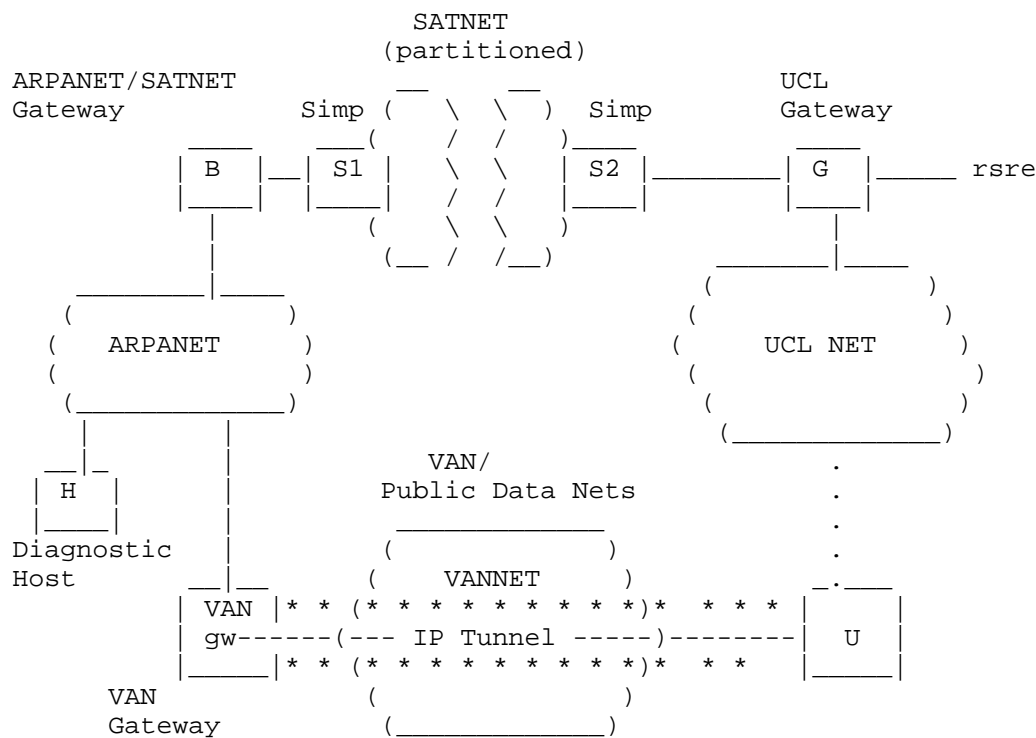 SATNET
(partitioned)
ARPANET/SATNET UCL
Gateway Simp Simp Gateway
B S1 S2 G rsre
ARPANET UCL NET
VAN/
H Public Data Nets
Diagnostic
Host VANNET
VAN
gw IP Tunnel U
VAN
Gateway